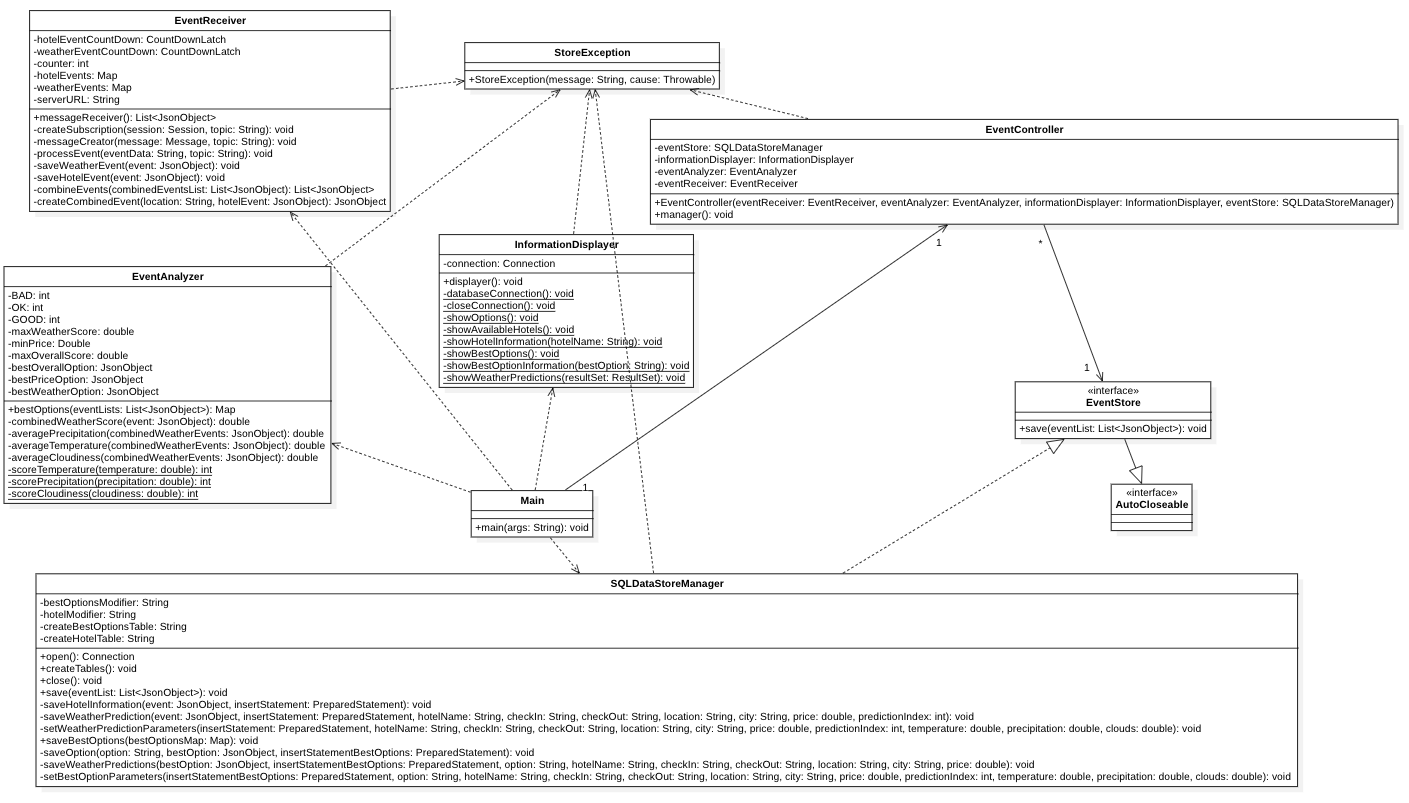 EventReceiver
-hotelEventCountDown: CountDownLatch
-weatherEventCountDown: CountDownLatch
-counter: int
-hotelEvents: Map
-weatherEvents: Map
-serverURL: String
+messageReceiver(): List<JsonObject>
-createSubscription(session: Session, topic: String): void
-messageCreator(message: Message, topic: String): void
-processEvent(eventData: String, topic: String): void
-saveWeatherEvent(event: JsonObject): void
-saveHotelEvent(event: JsonObject): void
-combineEvents(combinedEventsList: List<JsonObject): List<JsonObject>
-createCombinedEvent(location: String, hotelEvent: JsonObject): JsonObject
StoreException
+StoreException(message: String, cause: Throwable)
EventController
-eventStore: SQLDataStoreManager
-informationDisplayer: InformationDisplayer
-eventAnalyzer: EventAnalyzer
-eventReceiver: EventReceiver
+EventController(eventReceiver: EventReceiver, eventAnalyzer: EventAnalyzer, informationDisplayer: InformationDisplayer, eventStore: SQLDataStoreManager)
+manager(): void
1
*
InformationDisplayer
-connection: Connection
+displayer(): void
-databaseConnection(): void
-closeConnection(): void
-showOptions(): void
-showAvailableHotels(): void
-showHotelInformation(hotelName: String): void
-showBestOptions(): void
-showBestOptionInformation(bestOption: String): void
-showWeatherPredictions(resultSet: ResultSet): void
EventAnalyzer
-BAD: int
-OK: int
-GOOD: int
-maxWeatherScore: double
-minPrice: Double
-maxOverallScore: double
-bestOverallOption: JsonObject
-bestPriceOption: JsonObject
-bestWeatherOption: JsonObject
+bestOptions(eventLists: List<JsonObject>): Map
-combinedWeatherScore(event: JsonObject): double
-averagePrecipitation(combinedWeatherEvents: JsonObject): double
-averageTemperature(combinedWeatherEvents: JsonObject): double
-averageCloudiness(combinedWeatherEvents: JsonObject): double
-scoreTemperature(temperature: double): int
-scorePrecipitation(precipitation: double): int
-scoreCloudiness(cloudiness: double): int
1
«interface»
EventStore
+save(eventList: List<JsonObject>): void
«interface»
AutoCloseable
1
Main
+main(args: String): void
SQLDataStoreManager
-bestOptionsModifier: String
-hotelModifier: String
-createBestOptionsTable: String
-createHotelTable: String
+open(): Connection
+createTables(): void
+close(): void
+save(eventList: List<JsonObject>): void
-saveHotelInformation(event: JsonObject, insertStatement: PreparedStatement): void
-saveWeatherPrediction(event: JsonObject, insertStatement: PreparedStatement, hotelName: String, checkIn: String, checkOut: String, location: String, city: String, price: double, predictionIndex: int): void
-setWeatherPredictionParameters(insertStatement: PreparedStatement, hotelName: String, checkIn: String, checkOut: String, location: String, city: String, price: double, predictionIndex: int, temperature: double, precipitation: double, clouds: double): void
+saveBestOptions(bestOptionsMap: Map): void
-saveOption(option: String, bestOption: JsonObject, insertStatementBestOptions: PreparedStatement): void
-saveWeatherPredictions(bestOption: JsonObject, insertStatementBestOptions: PreparedStatement, option: String, hotelName: String, checkIn: String, checkOut: String, location: String, city: String, price: double): void
-setBestOptionParameters(insertStatementBestOptions: PreparedStatement, option: String, hotelName: String, checkIn: String, checkOut: String, location: String, city: String, price: double, predictionIndex: int, temperature: double, precipitation: double, clouds: double): void